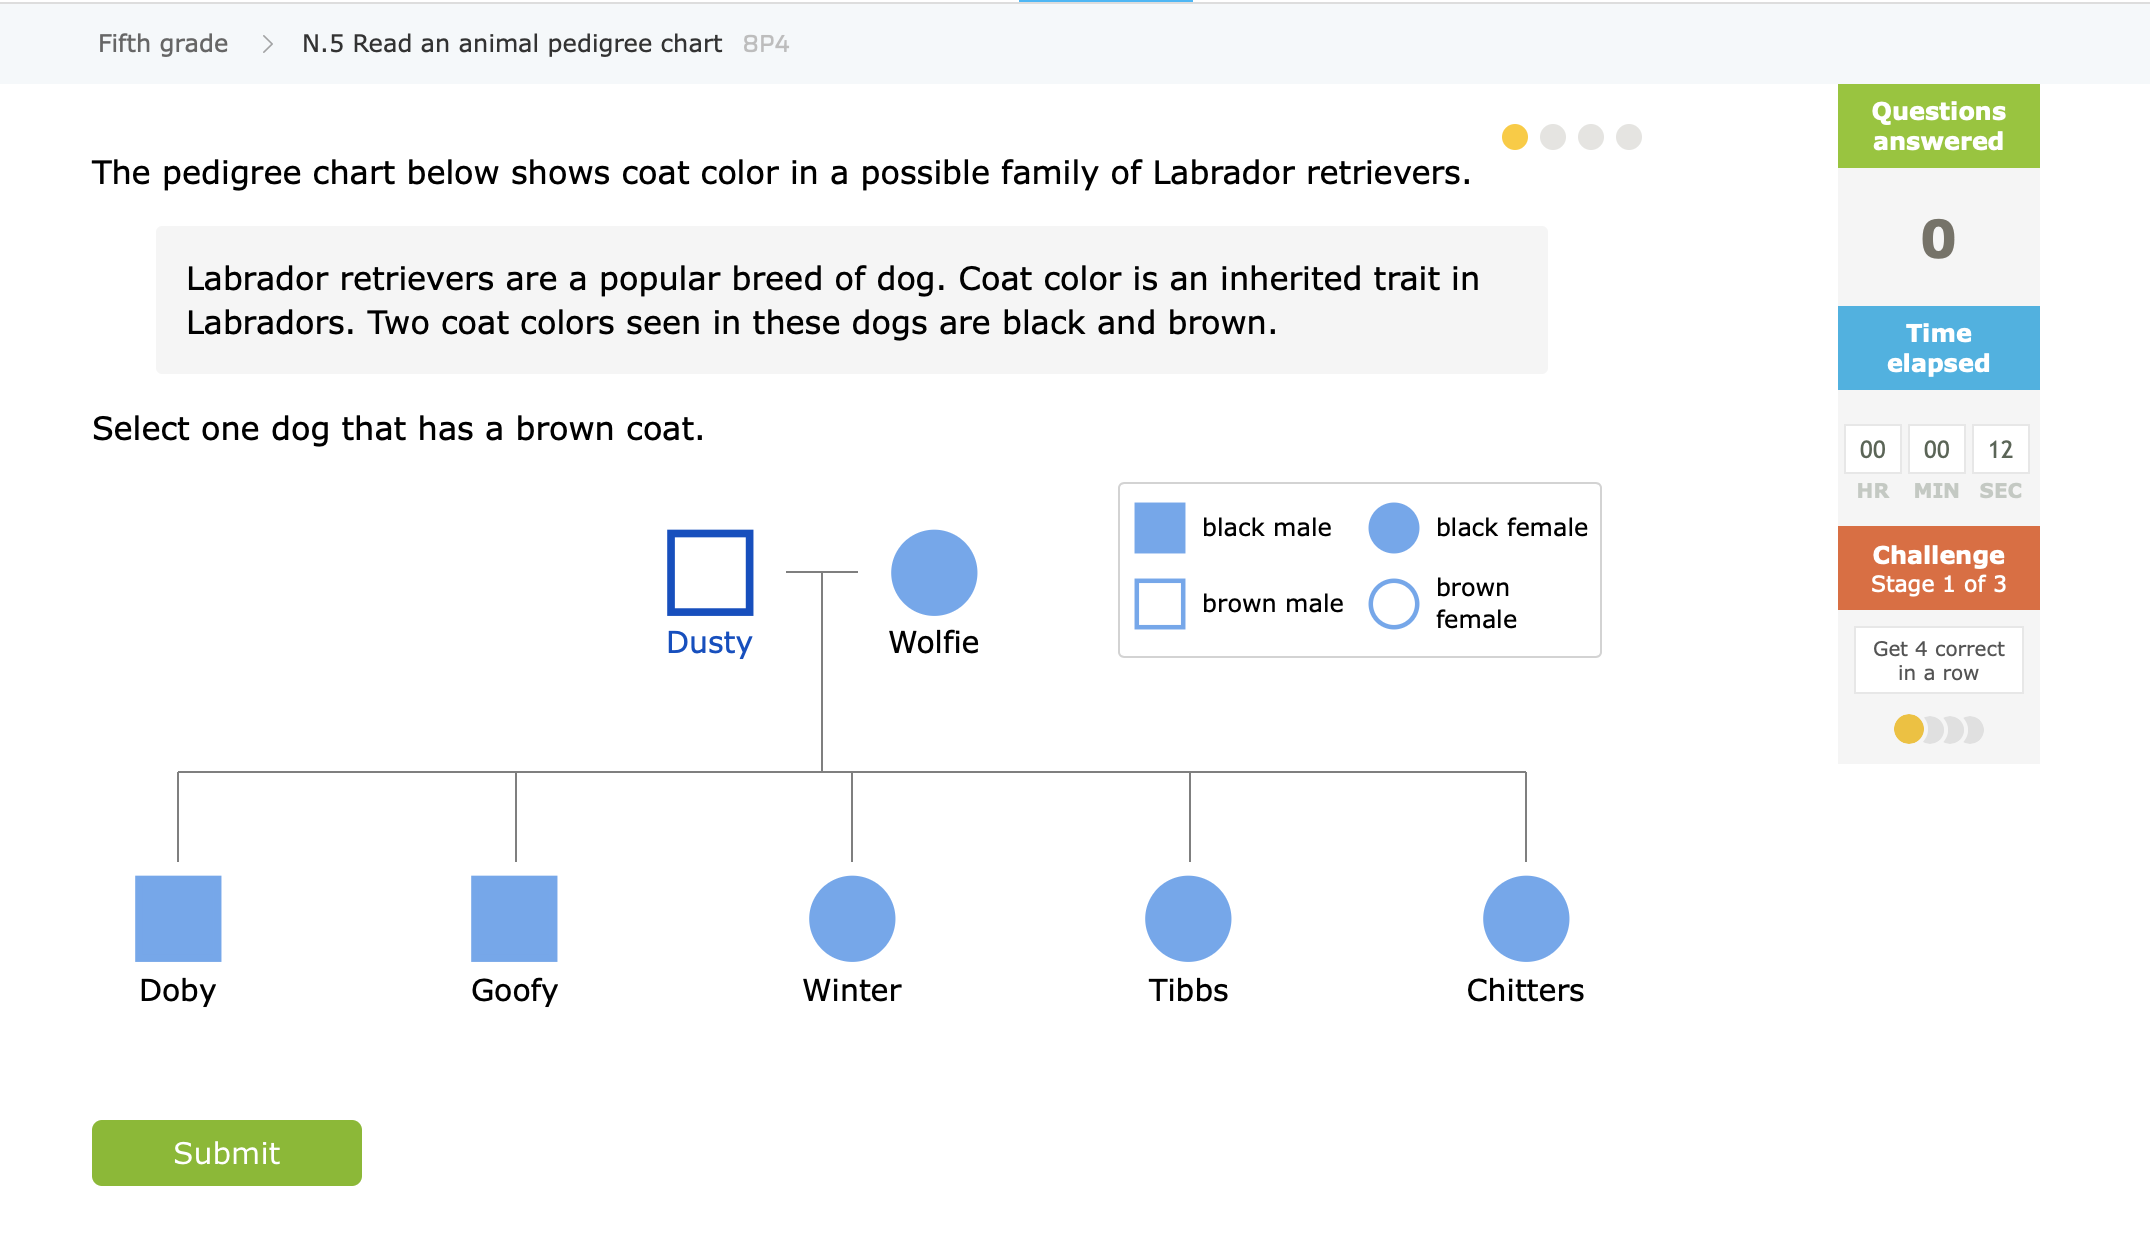 Fifth grade > N.5 Read an animal pedigree chart 8P4
The pedigree chart below shows coat color in a possible family of Labrador retrievers.
Labrador retrievers are a popular breed of dog. Coat color is an inherited trait in
Labradors. Two coat colors seen in these dogs are black and brown.
Select one dog that has a brown coat.
black male
black female
brown male
brown
female
Dusty
Wolfie
Doby
Goofy
Winter
Tibbs
Chitters
Submit
Questions
answered
0
Time
elapsed
00 00 12
HR MIN SEC
Challenge
Stage 1 of 3
Get 4 correct
in a row